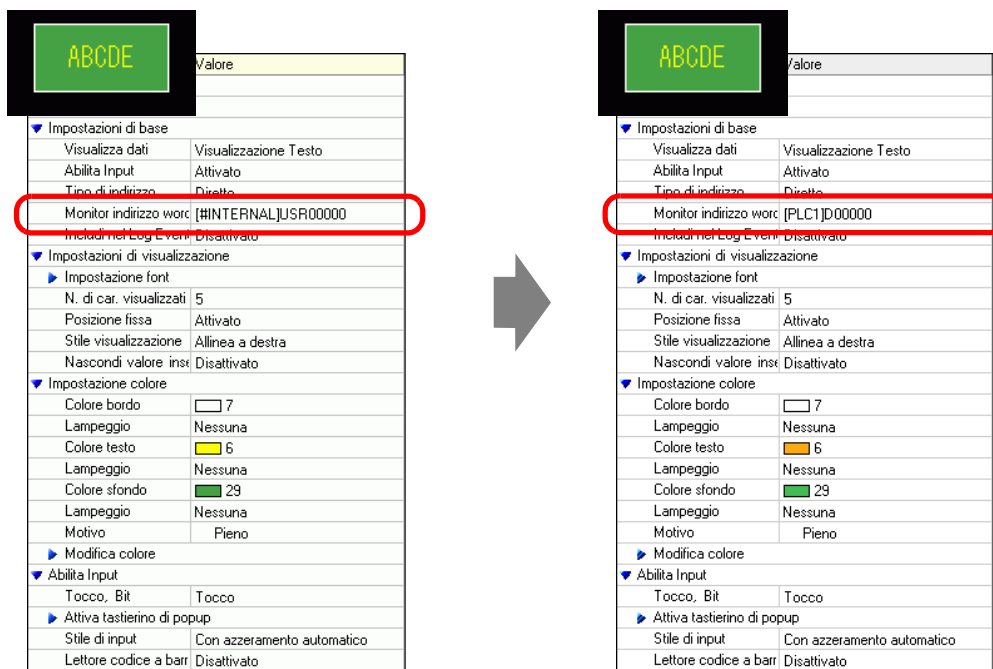 ABCDE
Valore
Impostazioni di base
Visualizza dati Visualizzazione Testo
Abilita Input Attivato
Tipo di indirizzo Diretto
Monitor indirizzo word [#INTERNAL]USR00000
Includi nel Log Eventi Disattivato
Impostazioni di visualizzazione
Impostazione font
N. di car. visualizzati 5
Posizione fissa Attivato
Stile visualizzazione Allinea a destra
Nascondi valore inse Disattivato
Impostazione colore
Colore bordo 7
Lampeggio Nessuna
Colore testo 6
Lampeggio Nessuna
Colore sfondo 29
Lampeggio Nessuna
Motivo Pieno
Modifica colore
Abilita Input
Tocco, Bit Tocco
Attiva tastierino di popup
Stile di input Con azzeramento automatico
Lettore codice a barr Disattivato
ABCDE
Valore
Impostazioni di base
Visualizza dati Visualizzazione Testo
Abilita Input Attivato
Tipo di indirizzo Diretto
Monitor indirizzo word [PLC1]D00000
Includi nel Log Eventi Disattivato
Impostazioni di visualizzazione
Impostazione font
N. di car. visualizzati 5
Posizione fissa Attivato
Stile visualizzazione Allinea a destra
Nascondi valore inse Disattivato
Impostazione colore
Colore bordo 7
Lampeggio Nessuna
Colore testo 6
Lampeggio Nessuna
Colore sfondo 29
Lampeggio Nessuna
Motivo Pieno
Modifica colore
Abilita Input
Tocco, Bit Tocco
Attiva tastierino di popup
Stile di input Con azzeramento automatico
Lettore codice a barr Disattivato